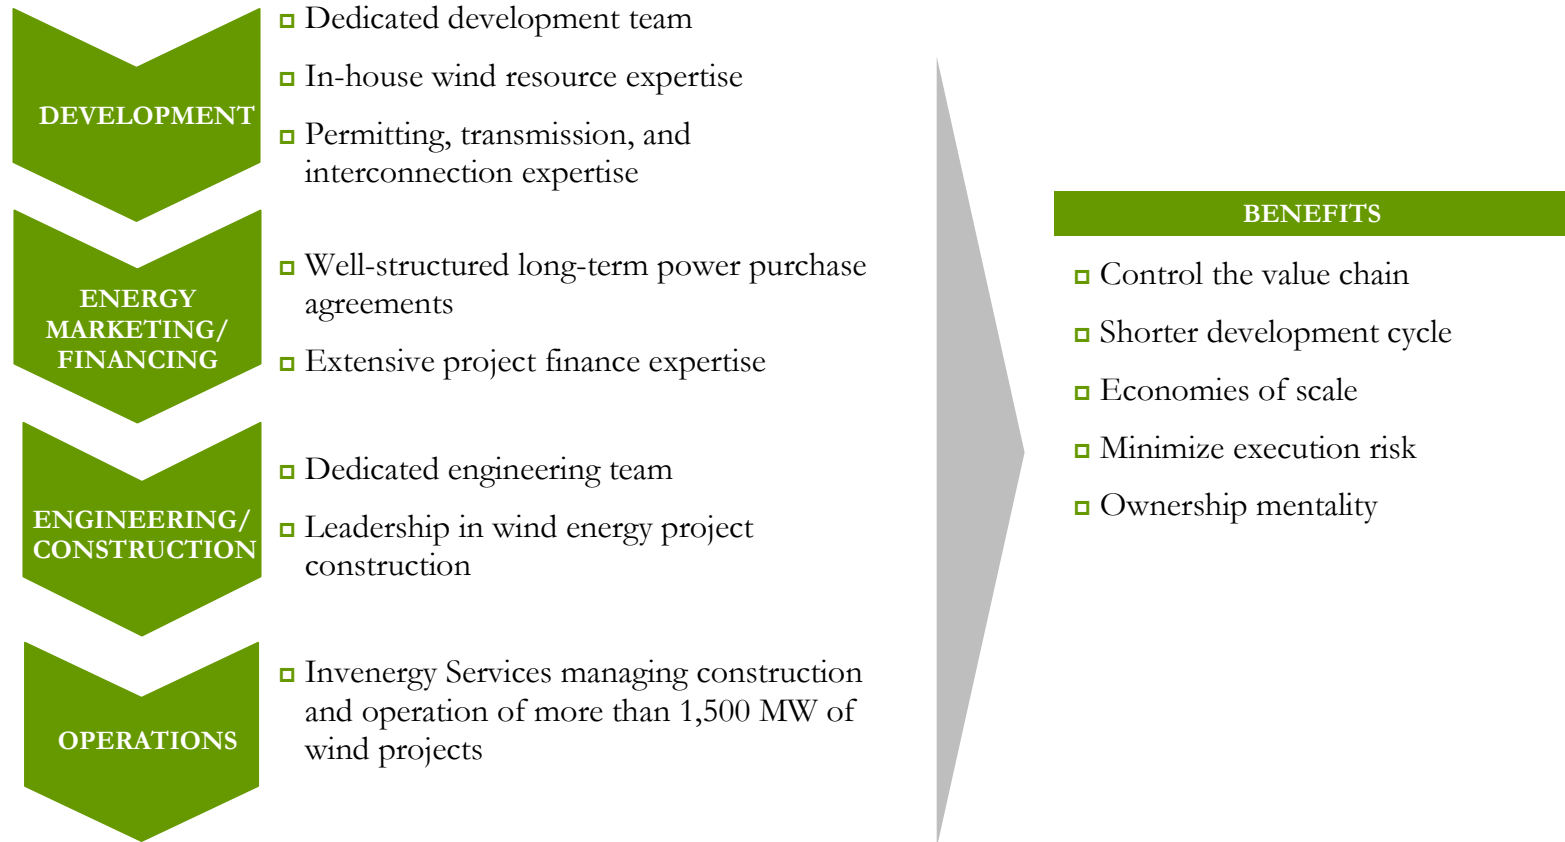 DEVELOPMENT
Dedicated development team
In-house wind resource expertise
Permitting, transmission, and
interconnection expertise
ENERGY
MARKETING/
FINANCING
Well-structured long-term power purchase
agreements
Extensive project finance expertise
ENGINEERING/
CONSTRUCTION
Dedicated engineering team
Leadership in wind energy project
construction
OPERATIONS
Invenergy Services managing construction
and operation of more than 1,500 MW of
wind projects
BENEFITS
Control the value chain
Shorter development cycle
Economies of scale
Minimize execution risk
Ownership mentality